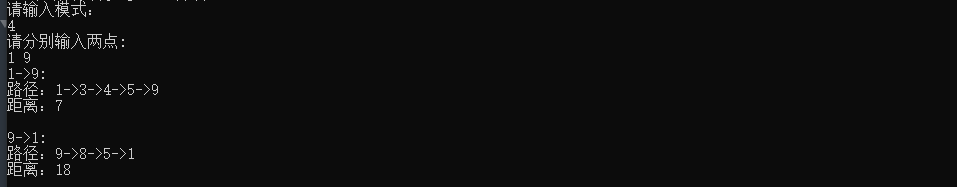 请输入模式：
4
请分别输入两点：
1 9
1->9:
路径：1->3->4->5->9
距离：7
9->1:
路径：9->8->5->1
距离：18